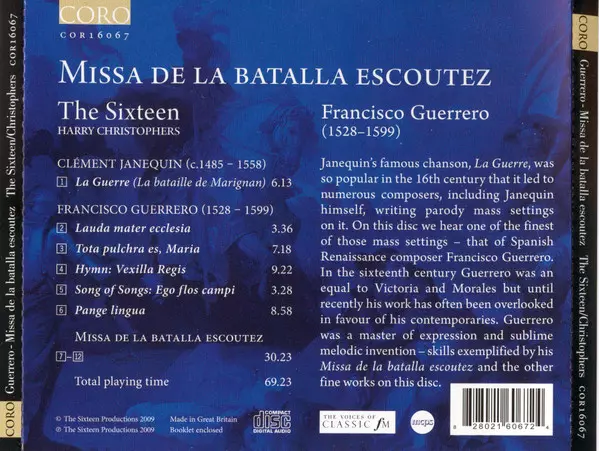 CORO
COR16067
MISSA DE LA BATALLA ESCOUTEZ
The Sixteen
HARRY CHRISTOPHERS
CLÉMENT JANEQUIN (c.1485 – 1558)
1 La Guerre (La bataille de Marignan) 6.13
FRANCISCO GUERRERO (1528 – 1599)
2 Lauda mater ecclesia 3.36
3 Tota pulchra es, Maria 7.18
4 Hymn: Vexilla Regis 9.22
5 Song of Songs: Ego flos campi 3.28
6 Pange lingua 8.58
MISSA DE LA BATALLA ESCOUTEZ
7–12 30.23
Total playing time 69.23
Francisco Guerrero
(1528–1599)
Janequin's famous chanson, La Guerre, was
so popular in the 16th century that it led to
numerous composers, including Janequin
himself, writing parody mass settings
on it. On this disc we hear one of the finest
of those mass settings – that of Spanish
Renaissance composer Francisco Guerrero.
In the sixteenth century Guerrero was an
equal to Victoria and Morales but until
recently his work has often been overlooked
in favour of his contemporaries. Guerrero
was a master of expression and sublime
melodic invention – skills exemplified by his
Missa de la batalla escoutez and the other
fine works on this disc.
© The Sixteen Productions 2009
℗ The Sixteen Productions 2009
Made in Great Britain
Booklet enclosed
COMPACT
disc
DIGITAL AUDIO
THE VOICES OF
CLASSIC fM
mcps
8 28021 60672 4
CORO Guerrero - Missa de la batalla escoutez The Sixteen/Christophers COR16067
CORO Guerrero - Missa de la batalla escoutez The Sixteen/Christophers COR16067